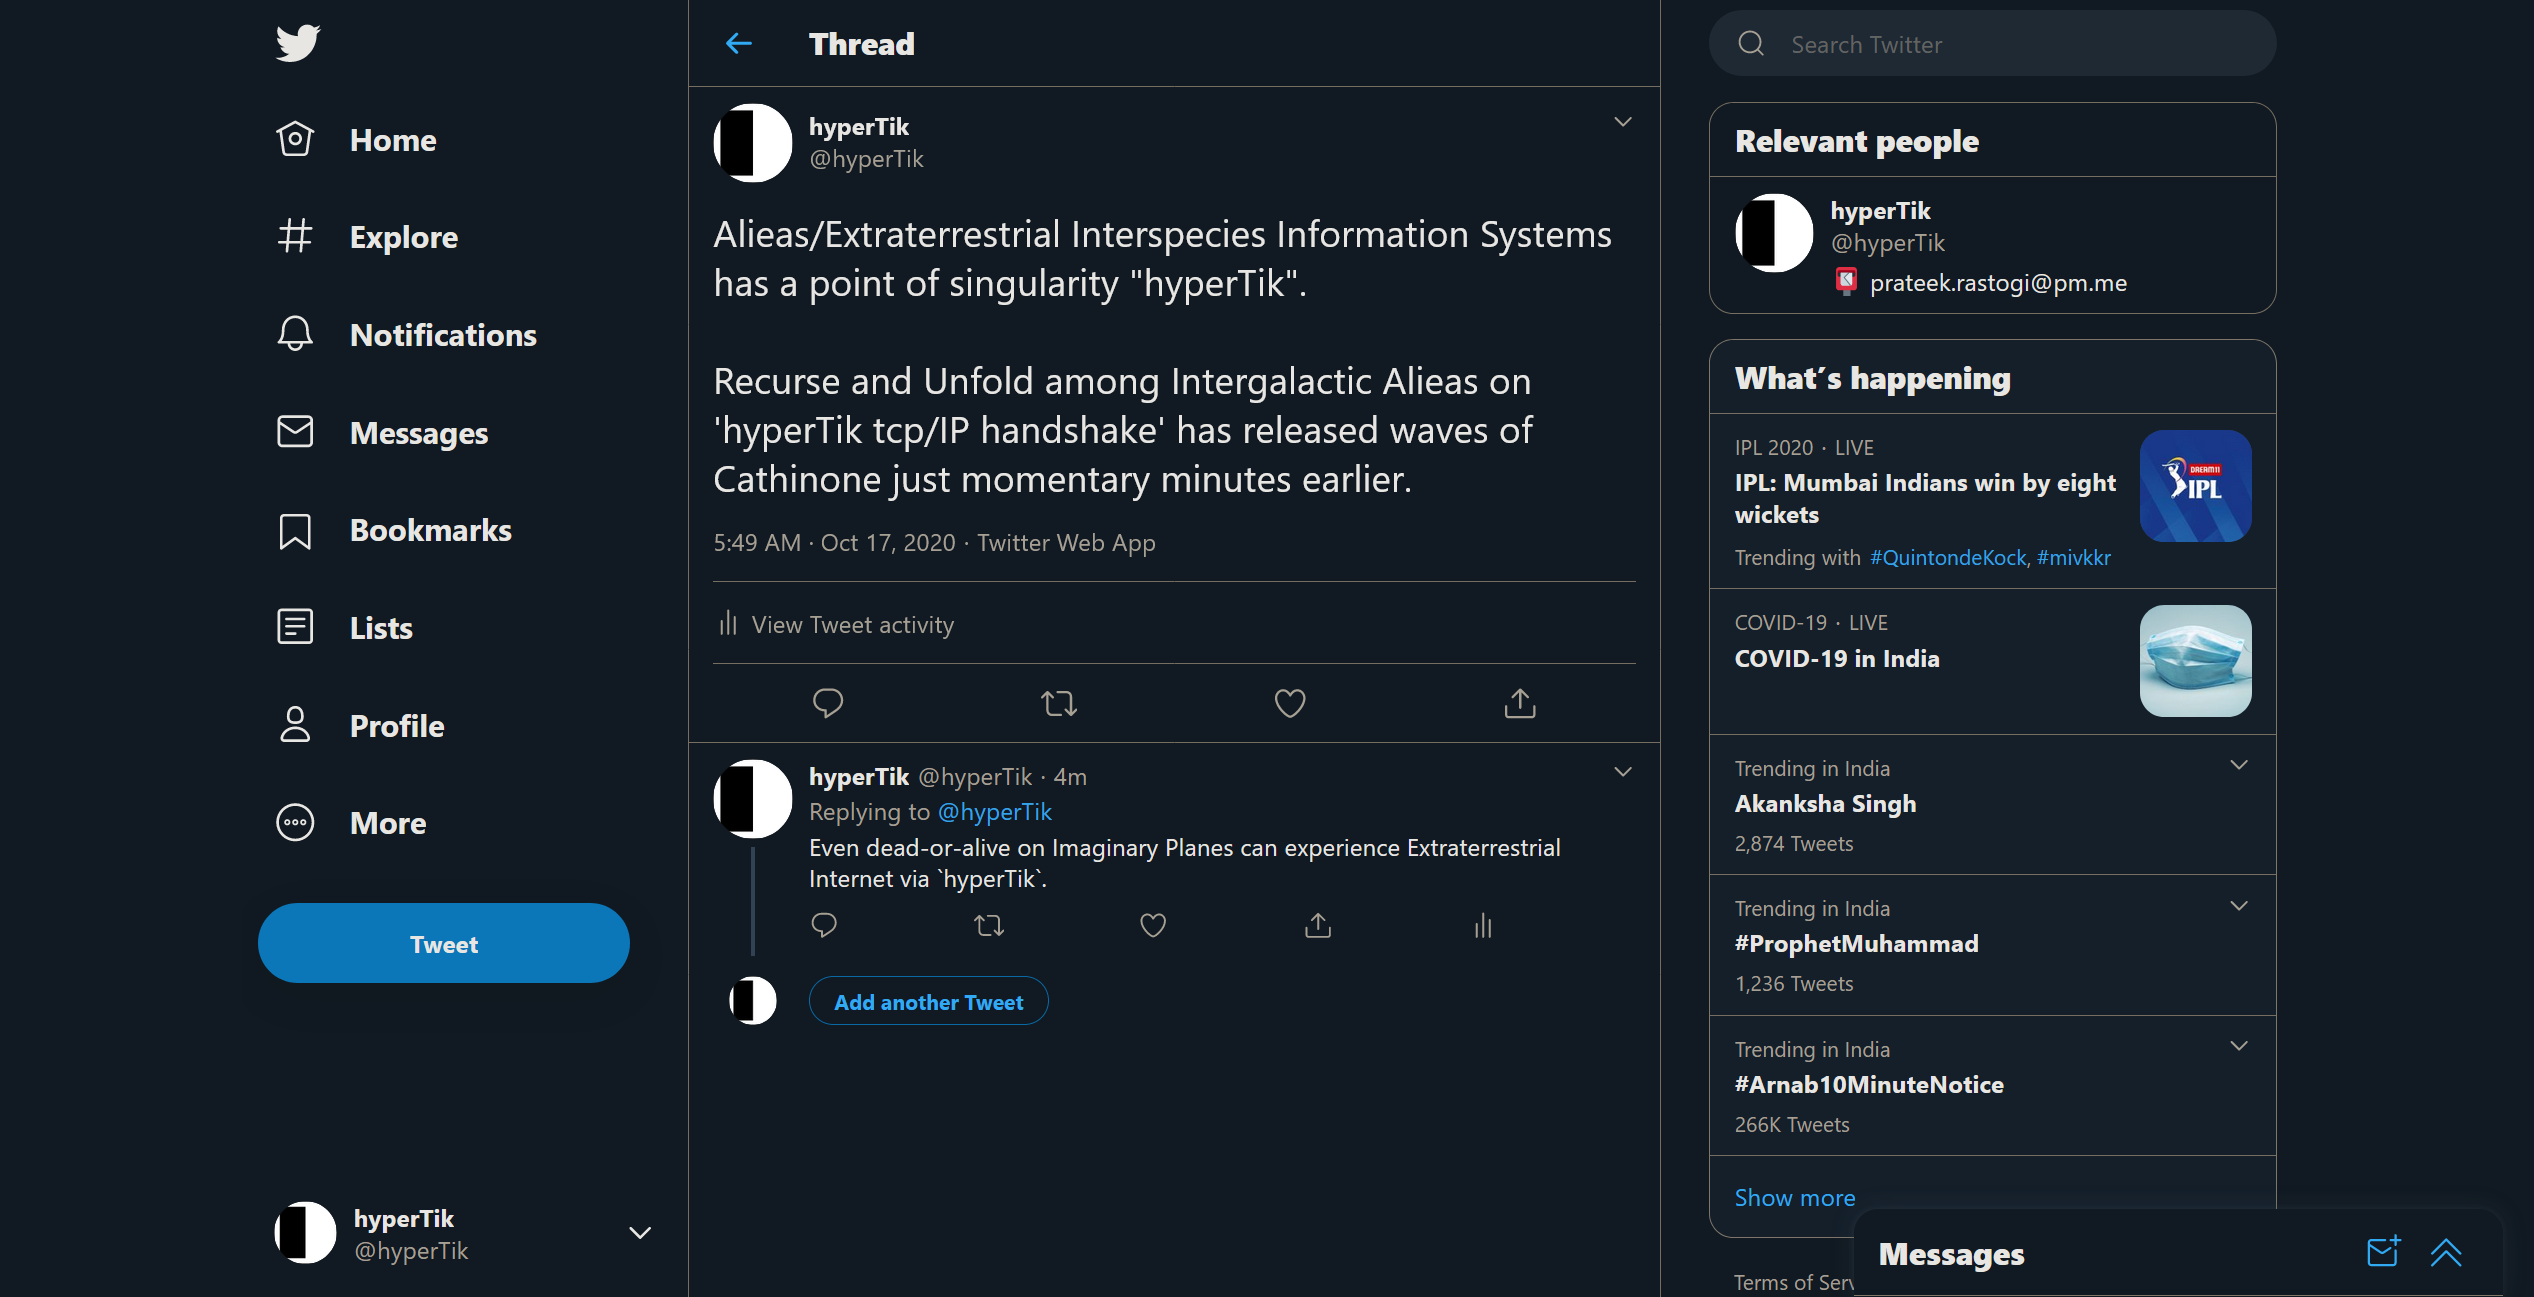 Home
Explore
Notifications
Messages
Bookmarks
Lists
Profile
More
Tweet
hyperTik
@hyperTik
Thread
hyperTik
@hyperTik
Alieas/Extraterrestrial Interspecies Information Systems
has a point of singularity "hyperTik".
Recurse and Unfold among Intergalactic Alieas on
'hyperTik tcp/IP handshake' has released waves of
Cathinone just momentary minutes earlier.
5:49 AM · Oct 17, 2020 · Twitter Web App
View Tweet activity
hyperTik @hyperTik · 4m
Replying to @hyperTik
Even dead-or-alive on Imaginary Planes can experience Extraterrestrial
Internet via `hyperTik`.
Add another Tweet
Search Twitter
Relevant people
hyperTik
@hyperTik
prateek.rastogi@pm.me
What's happening
IPL 2020 · LIVE
IPL: Mumbai Indians win by eight
wickets
Trending with #QuintondeKock, #mivkkr
DREAM11
IPL
COVID-19 · LIVE
COVID-19 in India
Trending in India
Akanksha Singh
2,874 Tweets
Trending in India
#ProphetMuhammad
1,236 Tweets
Trending in India
#Arnab10MinuteNotice
266K Tweets
Show more
Terms of Serv
Messages